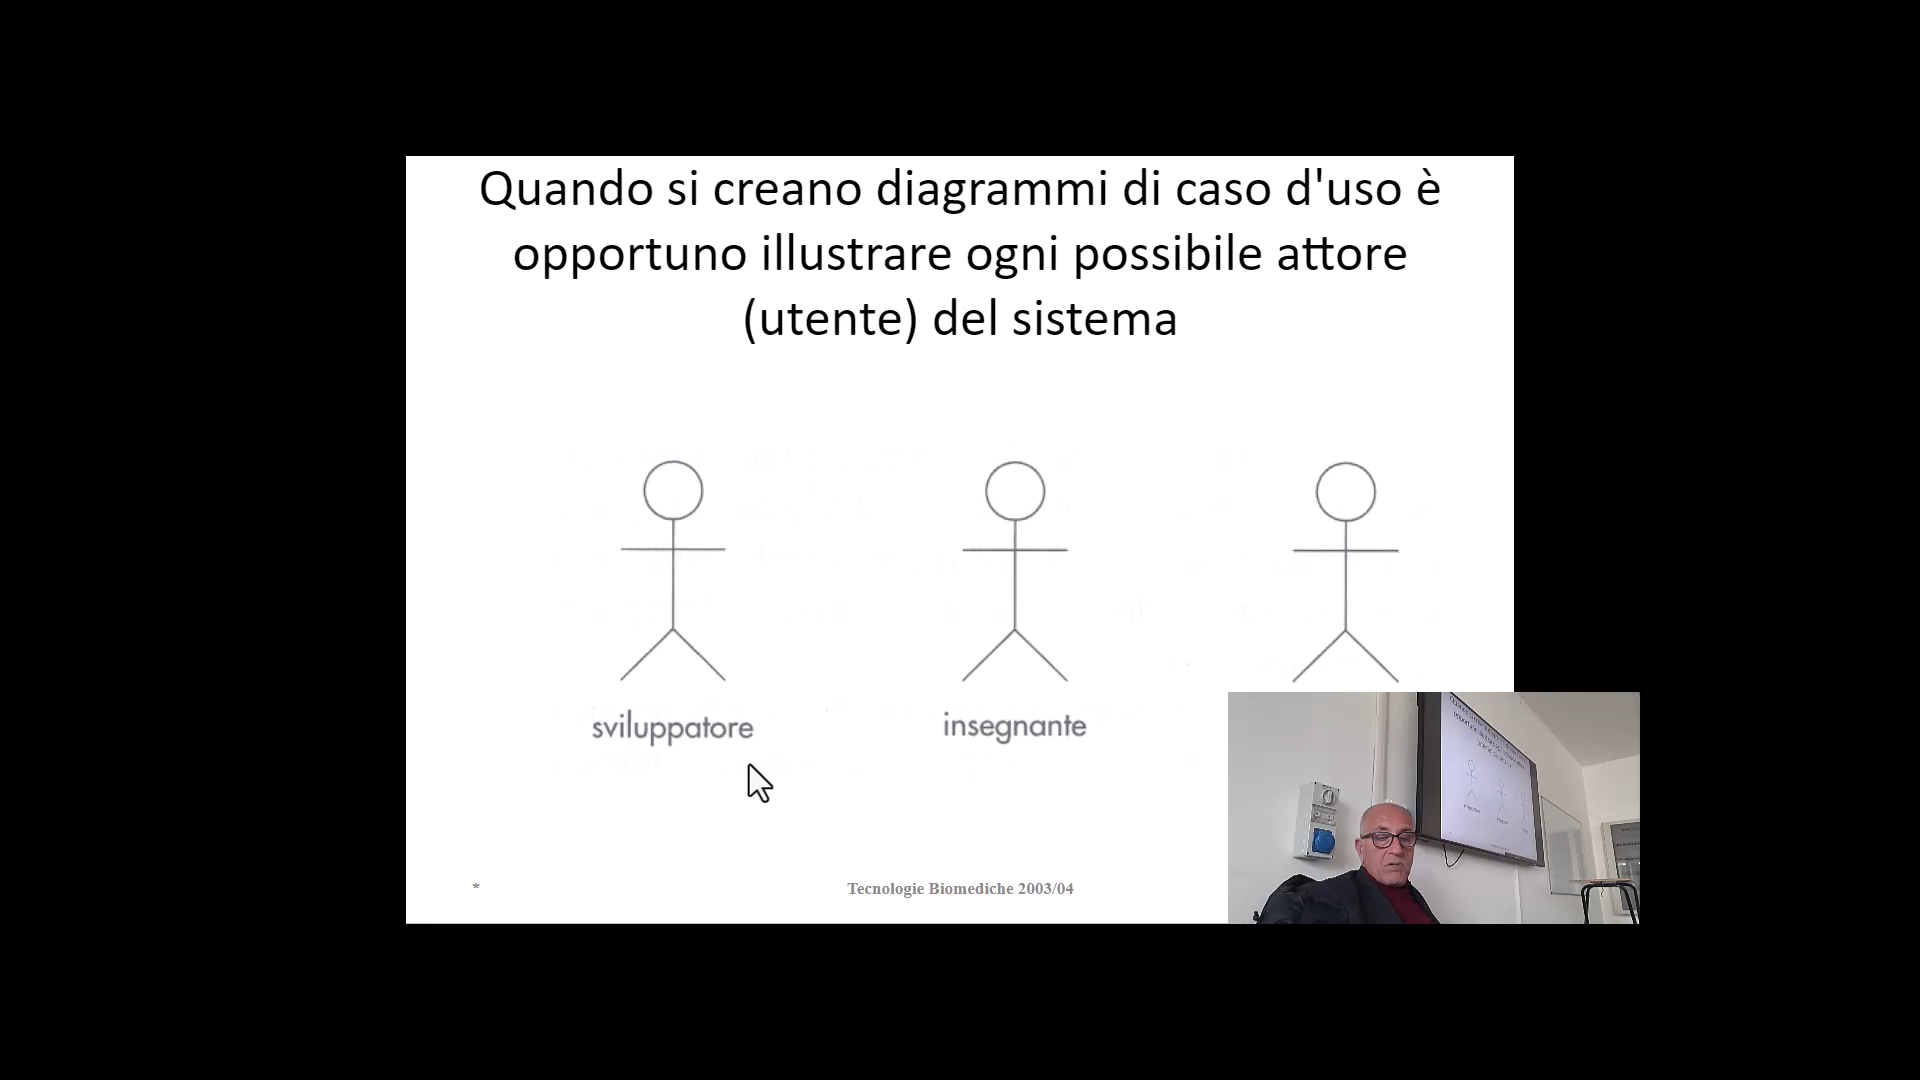 Quando si creano diagrammi di caso d'uso è
opportuno illustrare ogni possibile attore
(utente) del sistema
sviluppatore
insegnante
*
Tecnologie Biomediche 2003/04